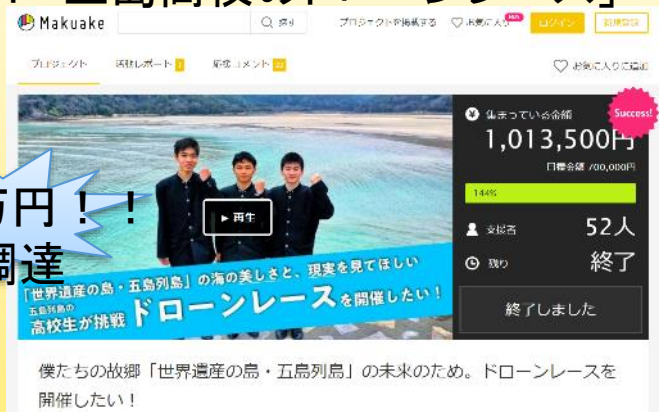 Makuake
探す
プロジェクトを掲載する
お気に入り
ログイン
新規登録
プロジェクト
活動レポート
応援コメント
お気に入りに追加
Success!
集まっている金額
1,013,500円
目標金額 700,000円
144%
支援者
52人
残り
終了
終了しました
再生
万円！！
調達
「世界遺産の島・五島列島」の海の美しさと、現実を見てほしい
五島列島の
高校生が挑戦
ドローンレースを開催したい！
僕たちの故郷「世界遺産の島・五島列島」の未来のため。ドローンレースを
開催したい！